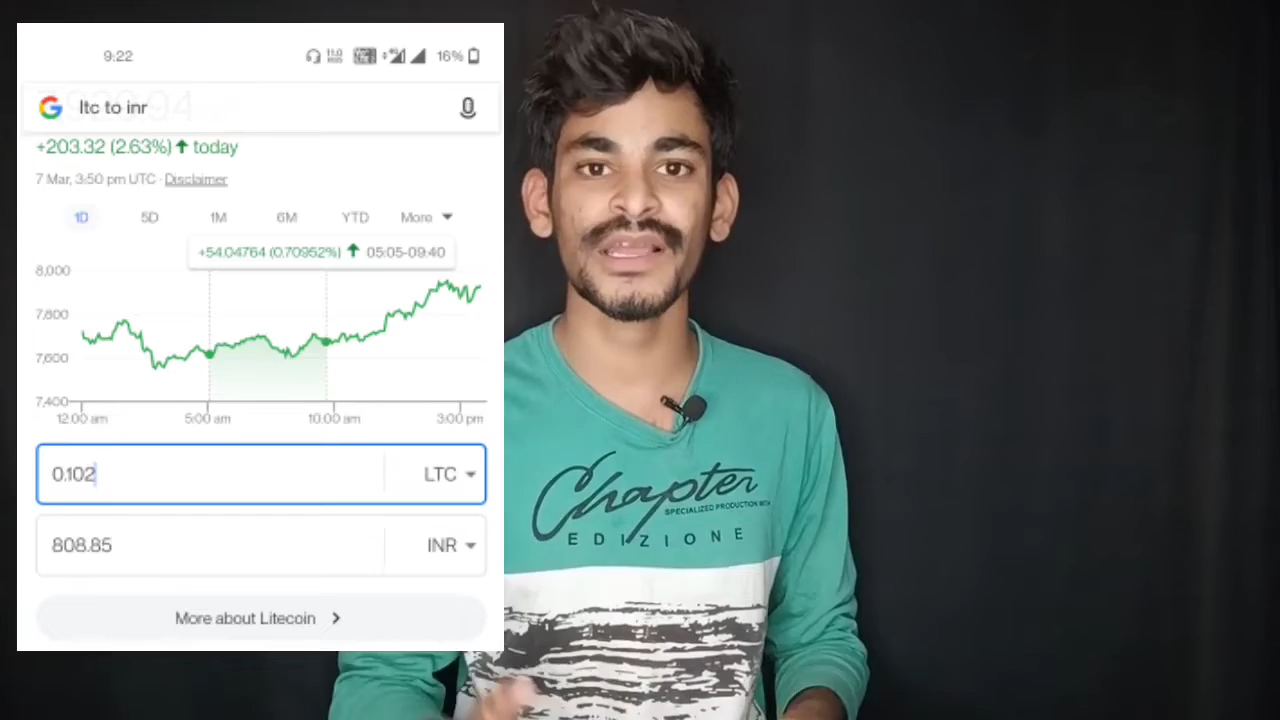 9:22
16%
ltc to inr
+203.32 (2.63%) today
7 Mar, 3:50 pm UTC · Disclaimer
1D 5D 1M 6M YTD More
+54.04764 (0.70952%) 05:05-09:40
8,000
7,800
7,600
7,400
12:00 am 5:00 am 10:00 am 3:00 pm
0.102 LTC
808.85 INR
More about Litecoin
Chapter
SPECIALIZED PRODUCTION
EDIZIONE